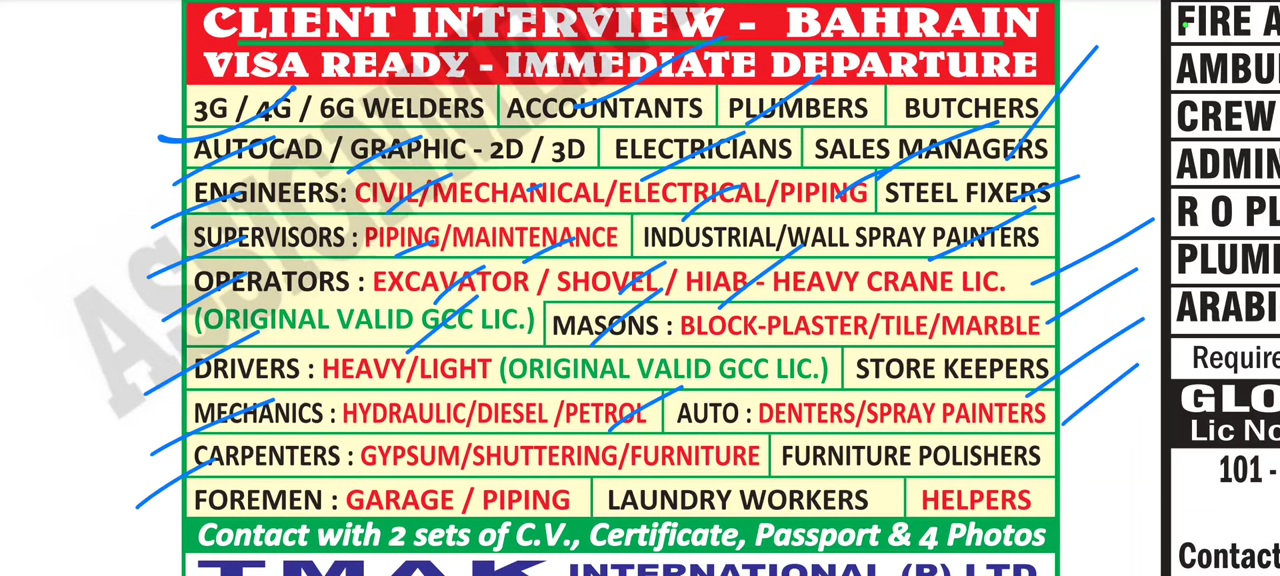 CLIENT INTERVIEW - BAHRAIN
VISA READY - IMMEDIATE DEPARTURE
3G / 4G / 6G WELDERS ACCOUNTANTS PLUMBERS BUTCHERS
AUTOCAD / GRAPHIC - 2D / 3D ELECTRICIANS SALES MANAGERS
ENGINEERS: CIVIL/MECHANICAL/ELECTRICAL/PIPING STEEL FIXERS
SUPERVISORS : PIPING/MAINTENANCE INDUSTRIAL/WALL SPRAY PAINTERS
OPERATORS : EXCAVATOR / SHOVEL / HIAB - HEAVY CRANE LIC.
(ORIGINAL VALID GCC LIC.) MASONS : BLOCK-PLASTER/TILE/MARBLE
DRIVERS : HEAVY/LIGHT (ORIGINAL VALID GCC LIC.) STORE KEEPERS
MECHANICS : HYDRAULIC/DIESEL /PETROL AUTO : DENTERS/SPRAY PAINTERS
CARPENTERS : GYPSUM/SHUTTERING/FURNITURE FURNITURE POLISHERS
FOREMEN : GARAGE / PIPING LAUNDRY WORKERS HELPERS
Contact with 2 sets of C.V., Certificate, Passport & 4 Photos
TMAK INTERNATIONAL (P) LTD
FIRE A
AMBU
CREW
ADMIN
R O PL
PLUM
ARABI
Require
GLO
Lic No
101 -
Contact